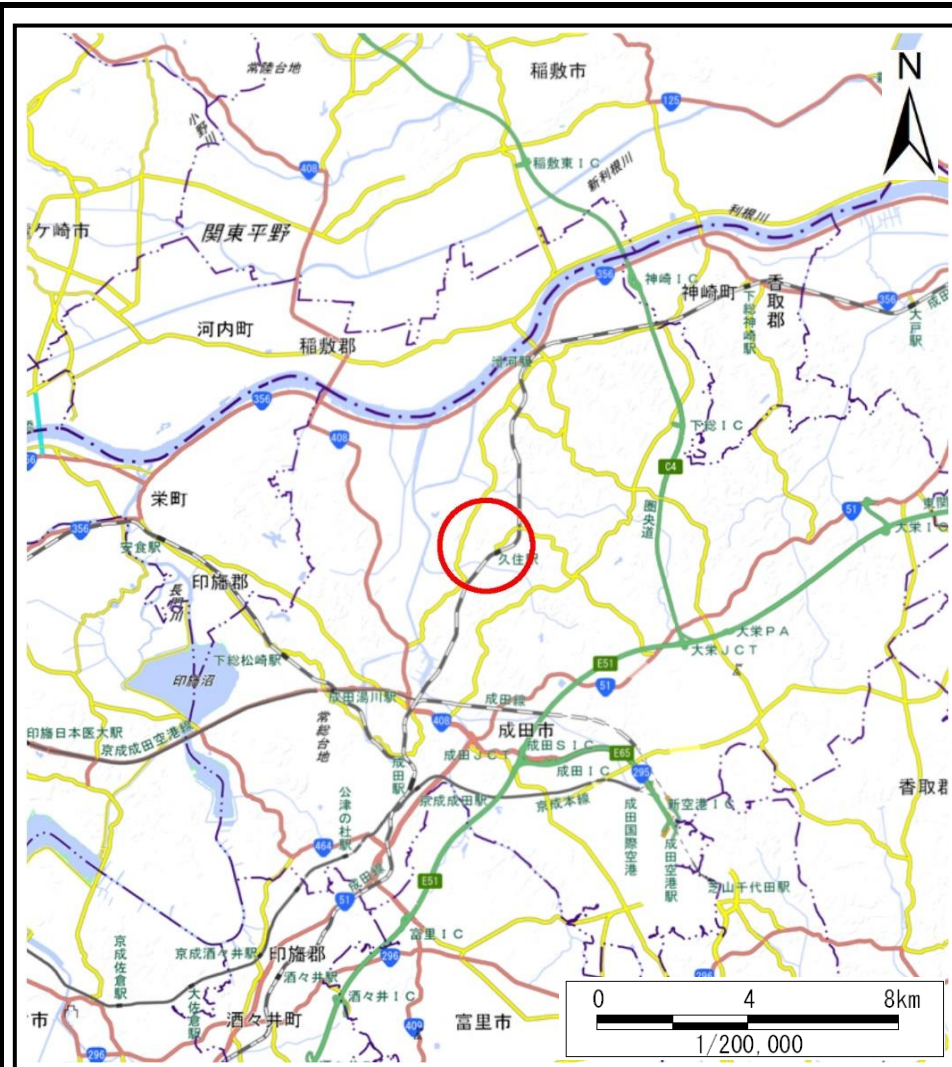 常陸台地
稲敷市
N
125
小野川
408
稲敷東IC
新利根川
利根川
ケ崎市
関東平野
356
神崎IC
神崎町
香取郡
356
成田
大戸駅
下総神崎駅
河内町
稲敷郡
滑河駅
356
408
下総IC
C4
圏央道
栄町
51
東関
大栄IC
356
安食駅
久住駅
印旛郡
長門川
大栄PA
大栄JCT
下総松崎駅
E51
51
印旛沼
成田湯川駅
成田線
408
成田市
印旛日本医大駅
京成成田空港線
常総台地
成田JCT
成田SIC
E65
成田IC
295
成田駅
京成成田駅
京成本線
新空港IC
香取郡
公津の杜駅
成田国際空港
成田空港駅
464
成田線
E51
芝山千代田駅
51
富里IC
京成佐倉駅
京成酒々井駅
印旛郡
296
酒々井駅
296
大佐倉駅
酒々井IC
市
酒々井町
409
富里市
296
0 4 8km
1/200,000